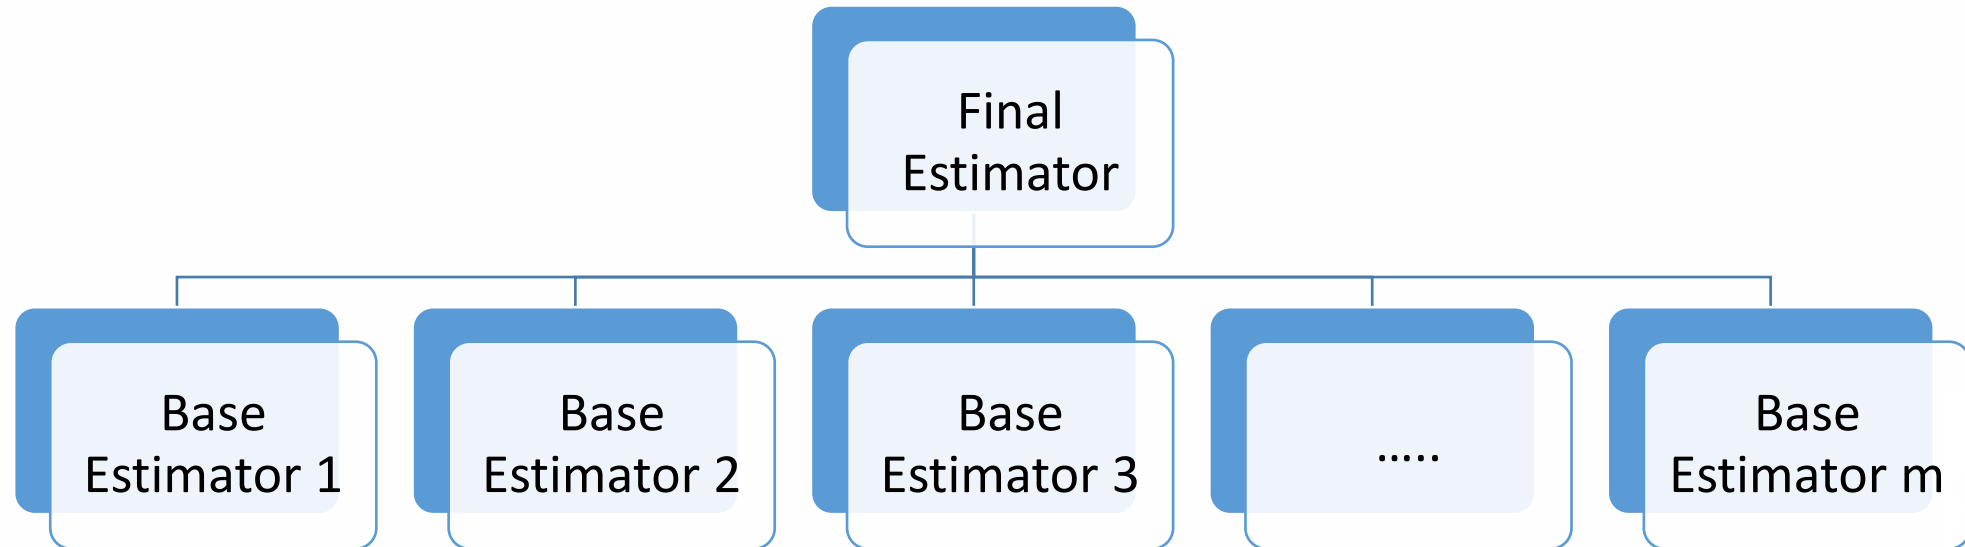 Final
Estimator
Base
Estimator 1
Base
Estimator 2
Base
Estimator 3
.....
Base
Estimator m